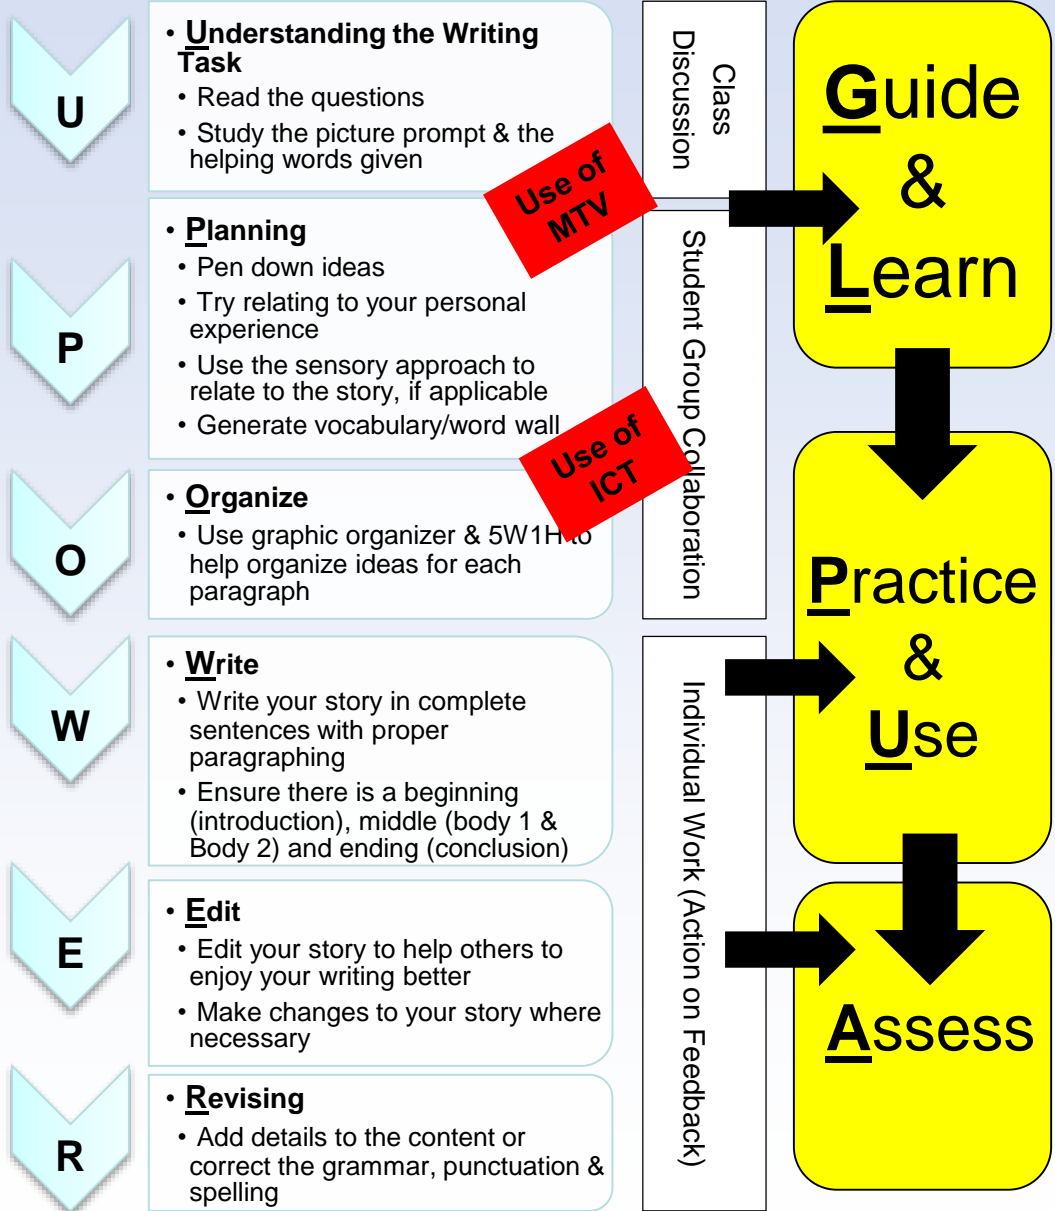 U
• Understanding the Writing
Task
• Read the questions
• Study the picture prompt & the
helping words given
P
• Planning
• Pen down ideas
• Try relating to your personal
experience
• Use the sensory approach to
relate to the story, if applicable
• Generate vocabulary/word wall
O
• Organize
• Use graphic organizer & 5W1H to
help organize ideas for each
paragraph
W
• Write
• Write your story in complete
sentences with proper
paragraphing
• Ensure there is a beginning
(introduction), middle (body 1 &
Body 2) and ending (conclusion)
E
• Edit
• Edit your story to help others to
enjoy your writing better
• Make changes to your story where
necessary
R
• Revising
• Add details to the content or
correct the grammar, punctuation &
spelling
Use of
MTV
Use of
ICT
Class
Discussion
Student Group Collaboration
Individual Work (Action on Feedback)
Guide
&
Learn
Practice
&
Use
Assess